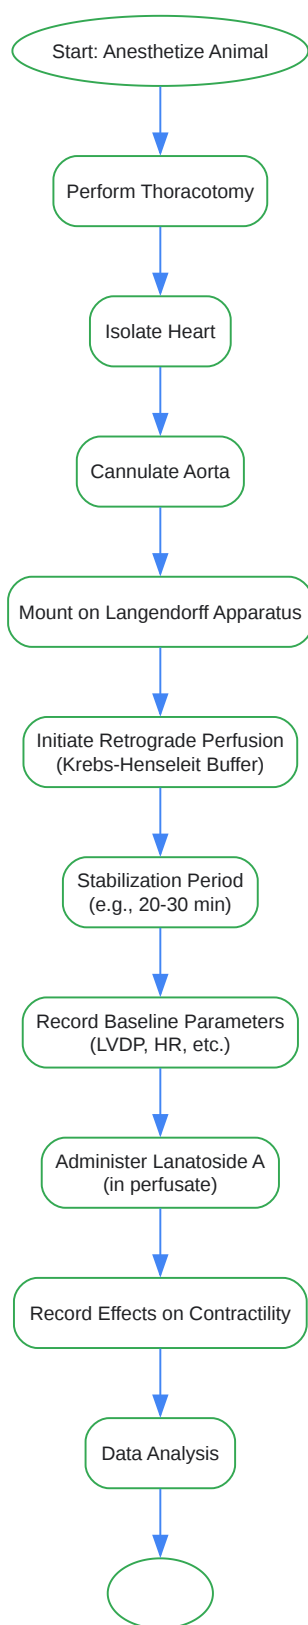 Start: Anesthetize Animal
Perform Thoracotomy
Isolate Heart
Cannulate Aorta
Mount on Langendorff Apparatus
Initiate Retrograde Perfusion
(Krebs-Henseleit Buffer)
Stabilization Period
(e.g., 20-30 min)
Record Baseline Parameters
(LVDP, HR, etc.)
Administer Lanatoside A
(in perfusate)
Record Effects on Contractility
Data Analysis